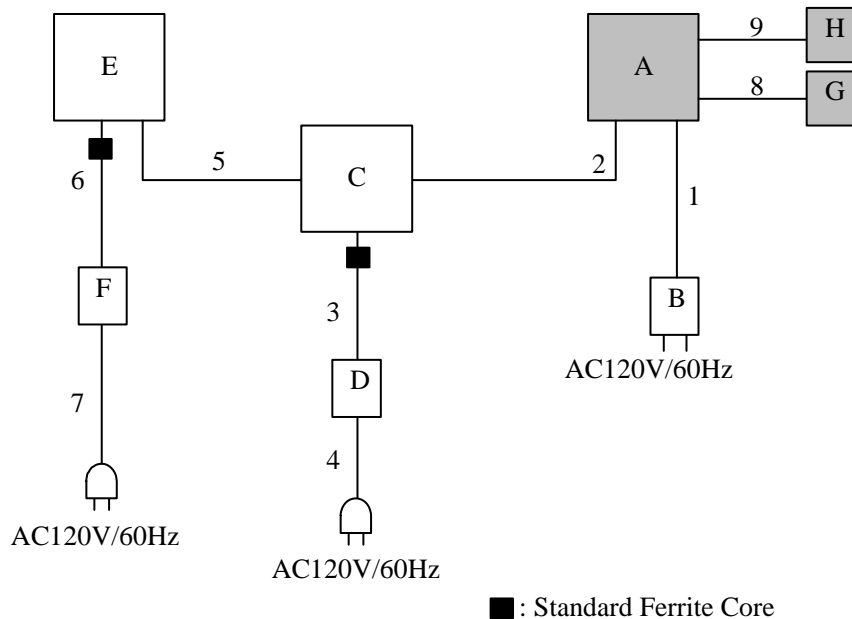 E
A
9
H
8
G
5
C
2
6
1
F
3
B
AC120V/60Hz
D
7
4
AC120V/60Hz
AC120V/60Hz
: Standard Ferrite Core